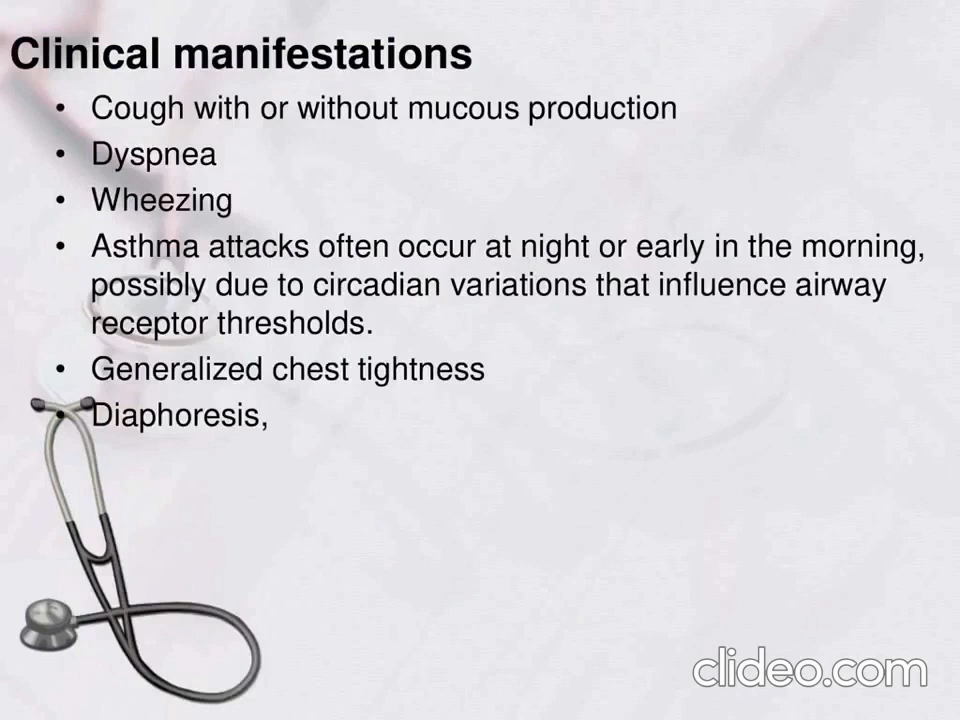 Clinical manifestations
• Cough with or without mucous production
• Dyspnea
• Wheezing
• Asthma attacks often occur at night or early in the morning,
possibly due to circadian variations that influence airway
receptor thresholds.
• Generalized chest tightness
• Diaphoresis,
clideo.com